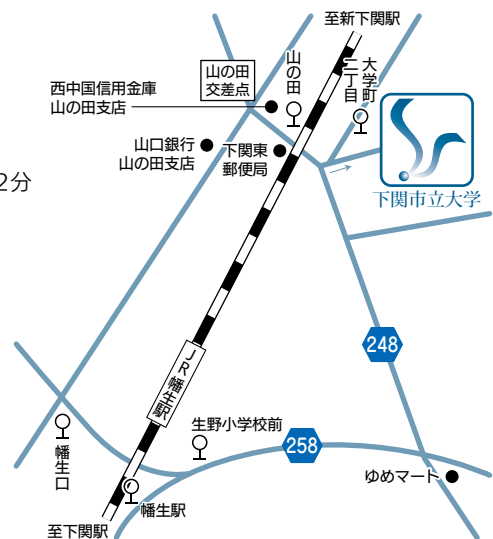 至新下関駅
山の田
大学町
二丁目
山の田
交差点
西中国信用金庫
山の田支店
山口銀行
山の田支店
下関東
郵便局
2分
下関市立大学
248
JR幡生駅
生野小学校前
258
幡生口
ゆめマート
幡生駅
至下関駅